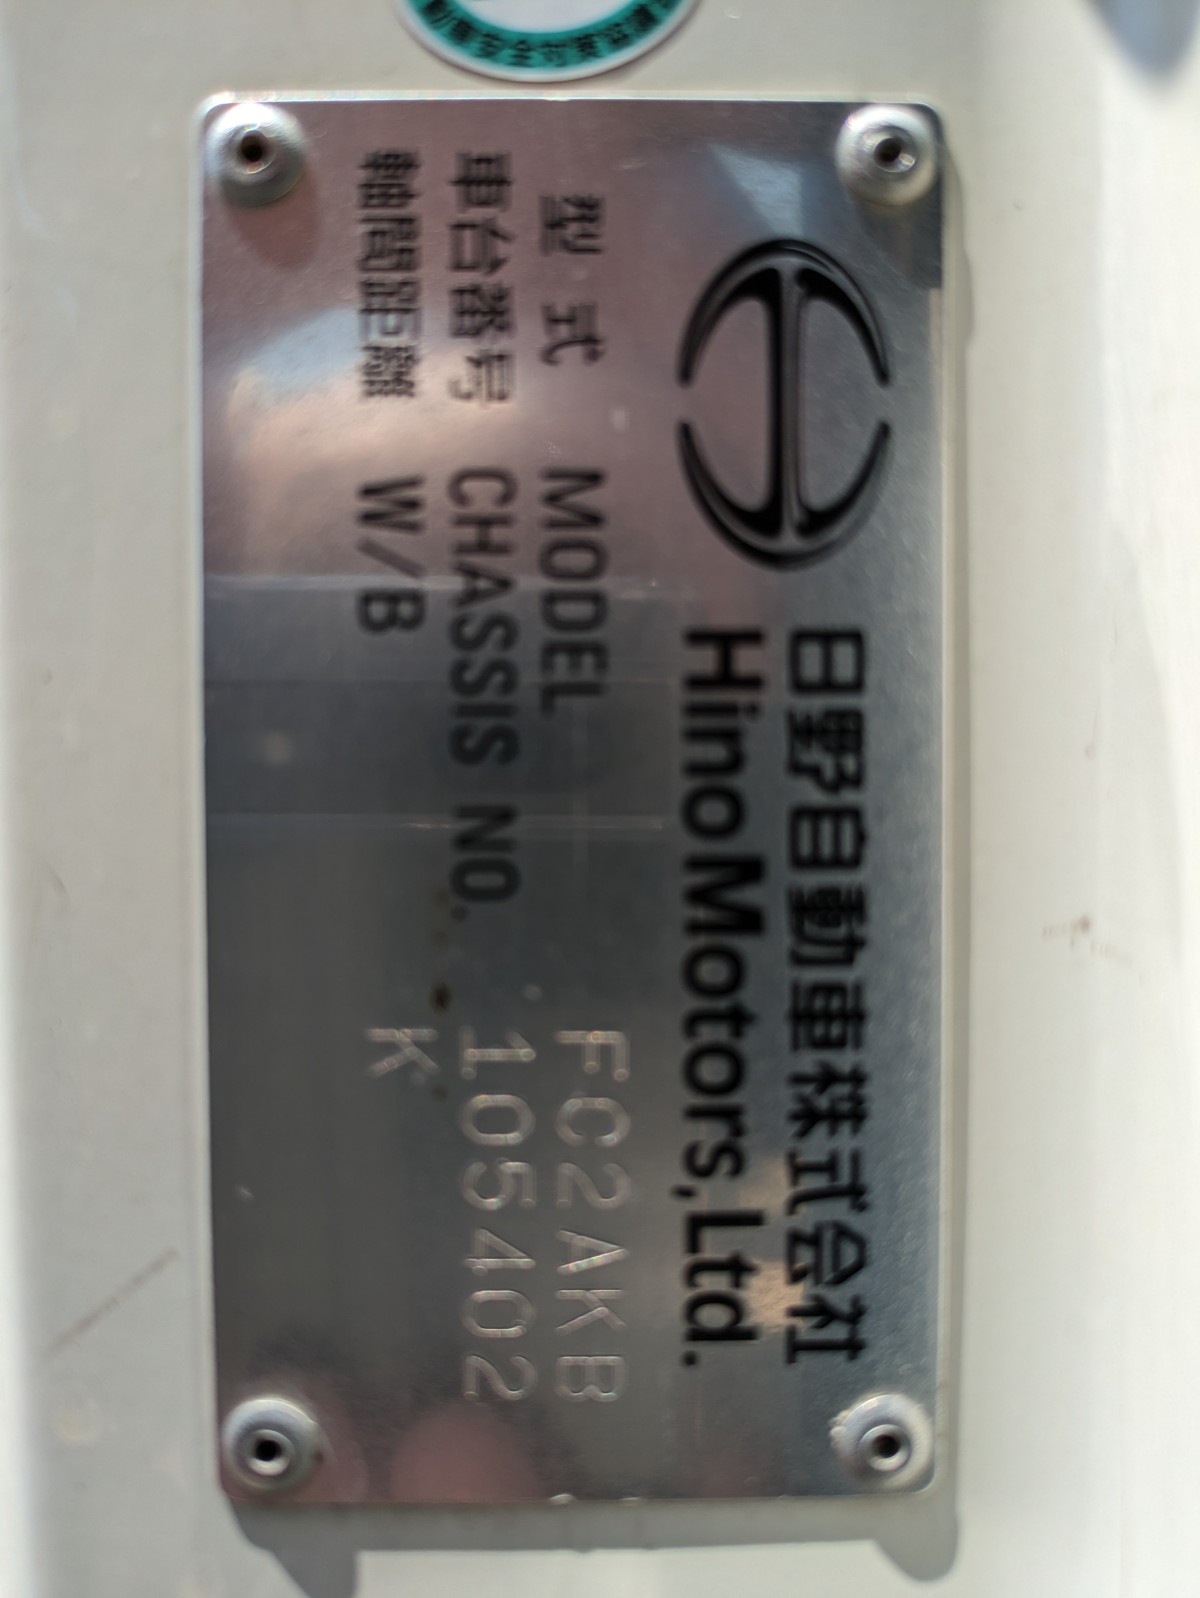 日野自動車株式会社
Hino Motors, Ltd.
型式 MODEL FC2AKB
車台番号 CHASSIS NO. 105402
軸間距離 W/B K